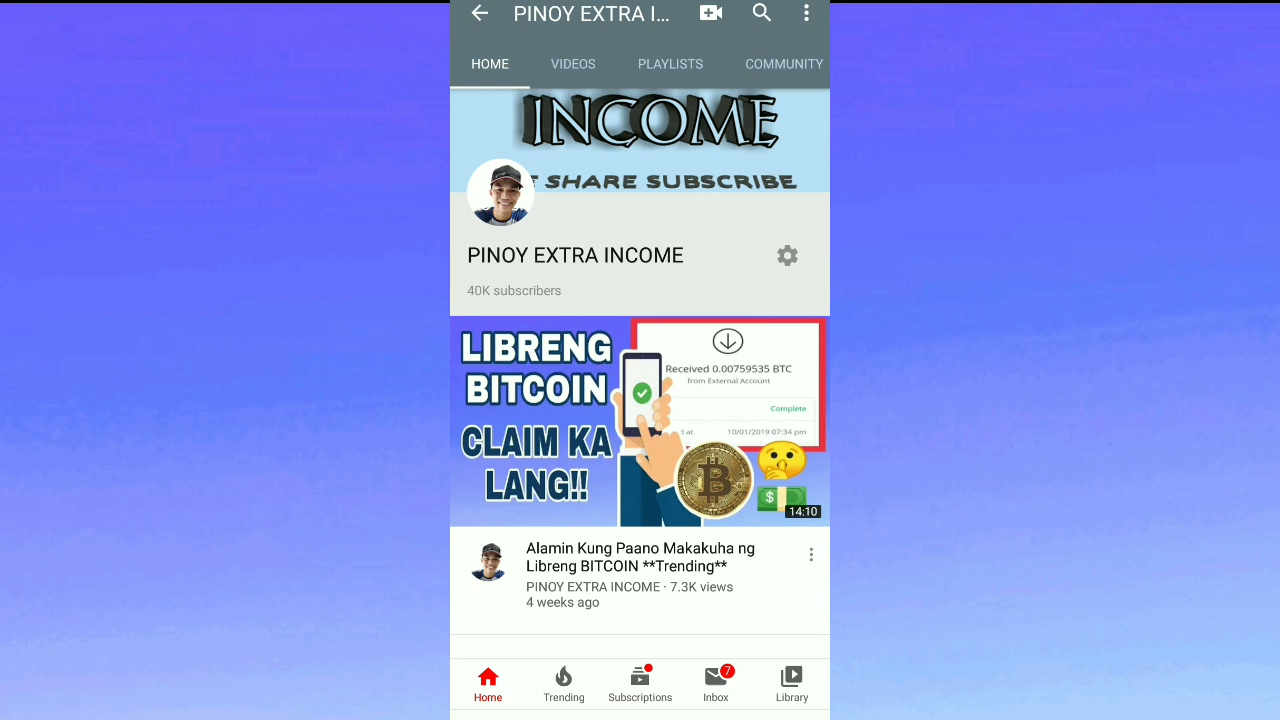 PINOY EXTRA I...
HOME VIDEOS PLAYLISTS COMMUNITY
INCOME
SHARE SUBSCRIBE
PINOY EXTRA INCOME
40K subscribers
LIBRENG
BITCOIN
CLAIM KA
LANG!!
Received 0.00759535 BTC
from External Account
Complete
at 10/01/2019 07:34 pm
14:10
Alamin Kung Paano Makakuha ng
Libreng BITCOIN **Trending**
PINOY EXTRA INCOME · 7.3K views
4 weeks ago
7
Home Trending Subscriptions Inbox Library